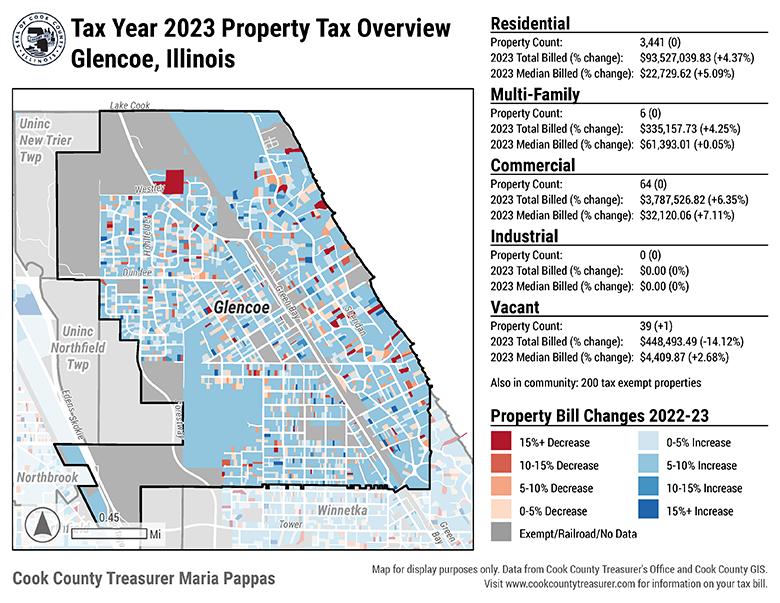 Tax Year 2023 Property Tax Overview
Glencoe, Illinois
Residential
Property Count: 3,441 (0)
2023 Total Billed (% change): $93,527,039.83 (+4.37%)
2023 Median Billed (% change): $22,729.62 (+5.09%)
Multi-Family
Property Count: 6 (0)
2023 Total Billed (% change): $335,157.73 (+4.25%)
2023 Median Billed (% change): $61,393.01 (+0.05%)
Commercial
Property Count: 64 (0)
2023 Total Billed (% change): $3,787,526.82 (+6.35%)
2023 Median Billed (% change): $32,120.06 (+7.11%)
Industrial
Property Count: 0 (0)
2023 Total Billed (% change): $0.00 (0%)
2023 Median Billed (% change): $0.00 (0%)
Vacant
Property Count: 39 (+1)
2023 Total Billed (% change): $448,493.49 (-14.12%)
2023 Median Billed (% change): $4,409.87 (+2.68%)
Also in community: 200 tax exempt properties
Property Bill Changes 2022-23
15%+ Decrease
10-15% Decrease
5-10% Decrease
0-5% Decrease
Exempt/Railroad/No Data
0-5% Increase
5-10% Increase
10-15% Increase
15%+ Increase
Lake Cook
Uninc
New Trier
Twp
Westley
Dundee
Glencoe
Green Bay
Sheridan
Uninc
Northfield
Twp
Edens-Skokie
Forestway
Northbrook
Winnetka
Tower
Green
Bay
0.45
Mi
Cook County Treasurer Maria Pappas
Map for display purposes only. Data from Cook County Treasurer's Office and Cook County GIS.
Visit www.cookcountytreasurer.com for information on your tax bill.